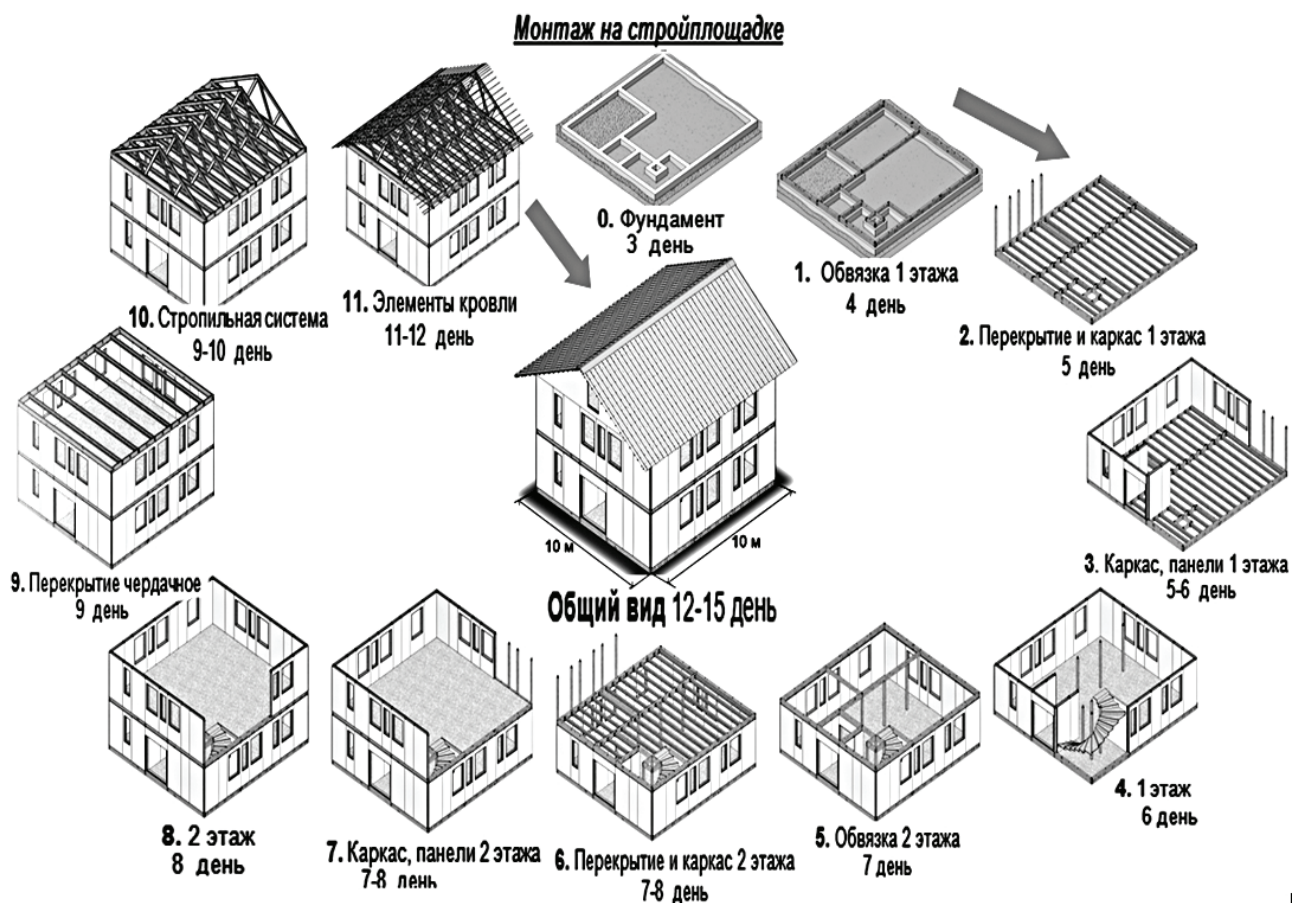 Монтаж на стройплощадке
0. Фундамент
3 день
1. Обвязка 1 этажа
4 день
2. Перекрытие и каркас 1 этажа
5 день
3. Каркас, панели 1 этажа
5-6 день
4. 1 этаж
6 день
5. Обвязка 2 этажа
7 день
6. Перекрытие и каркас 2 этажа
7-8 день
7. Каркас, панели 2 этажа
7-8 день
8. 2 этаж
8 день
9. Перекрытие чердачное
9 день
10. Стропильная система
9-10 день
11. Элементы кровли
11-12 день
10 м
10 м
Общий вид 12-15 день